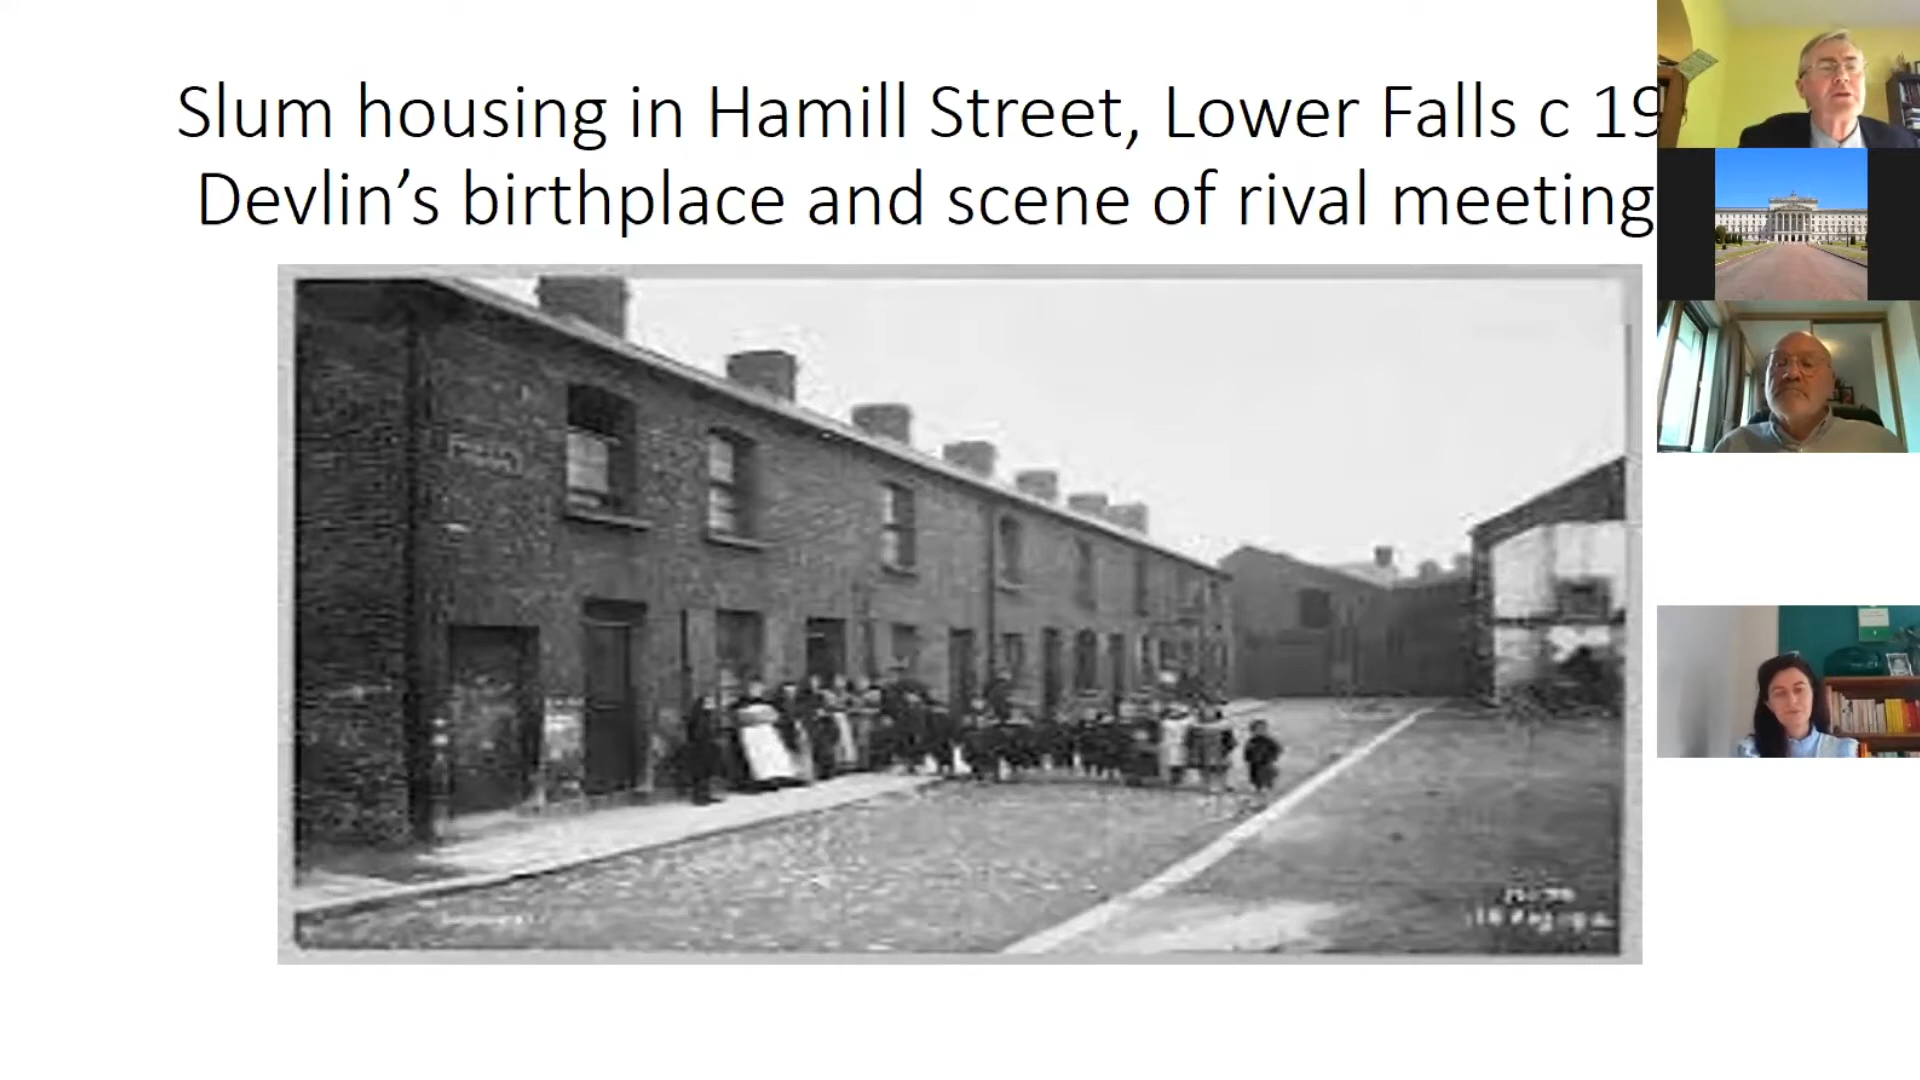 Slum housing in Hamill Street, Lower Falls c 19
Devlin’s birthplace and scene of rival meeting